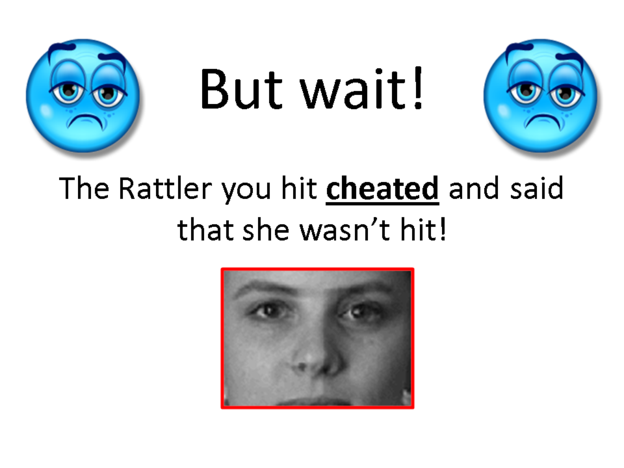 But wait!
The Rattler you hit cheated and said
that she wasn't hit!